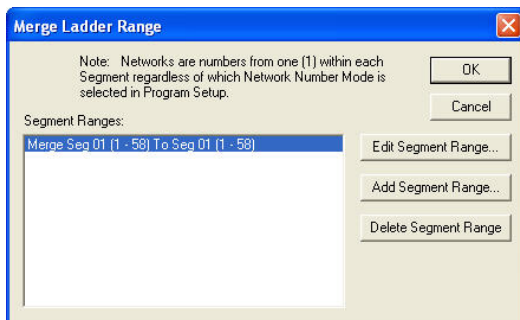 Merge Ladder Range
Note: Networks are numbers from one (1) within each
Segment regardless of which Network Number Mode is
selected in Program Setup.
OK
Cancel
Segment Ranges:
Merge Seg 01 (1 - 58) To Seg 01 (1 - 58)
Edit Segment Range...
Add Segment Range...
Delete Segment Range